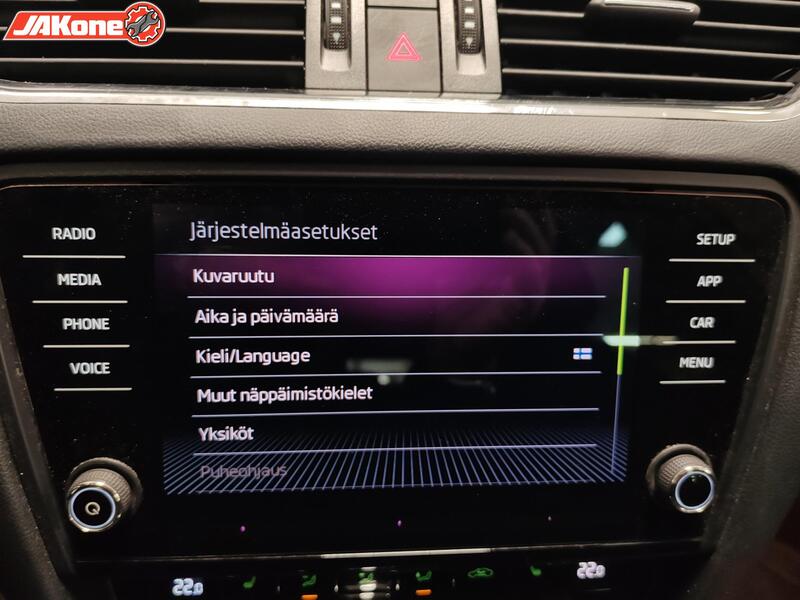 JAKone
RADIO
MEDIA
PHONE
VOICE
Järjestelmäasetukset
Kuvaruutu
Aika ja päivämäärä
Kieli/Language
Muut näppäimistökielet
Yksiköt
Puheohjaus
SETUP
APP
CAR
MENU
22.0
22.0